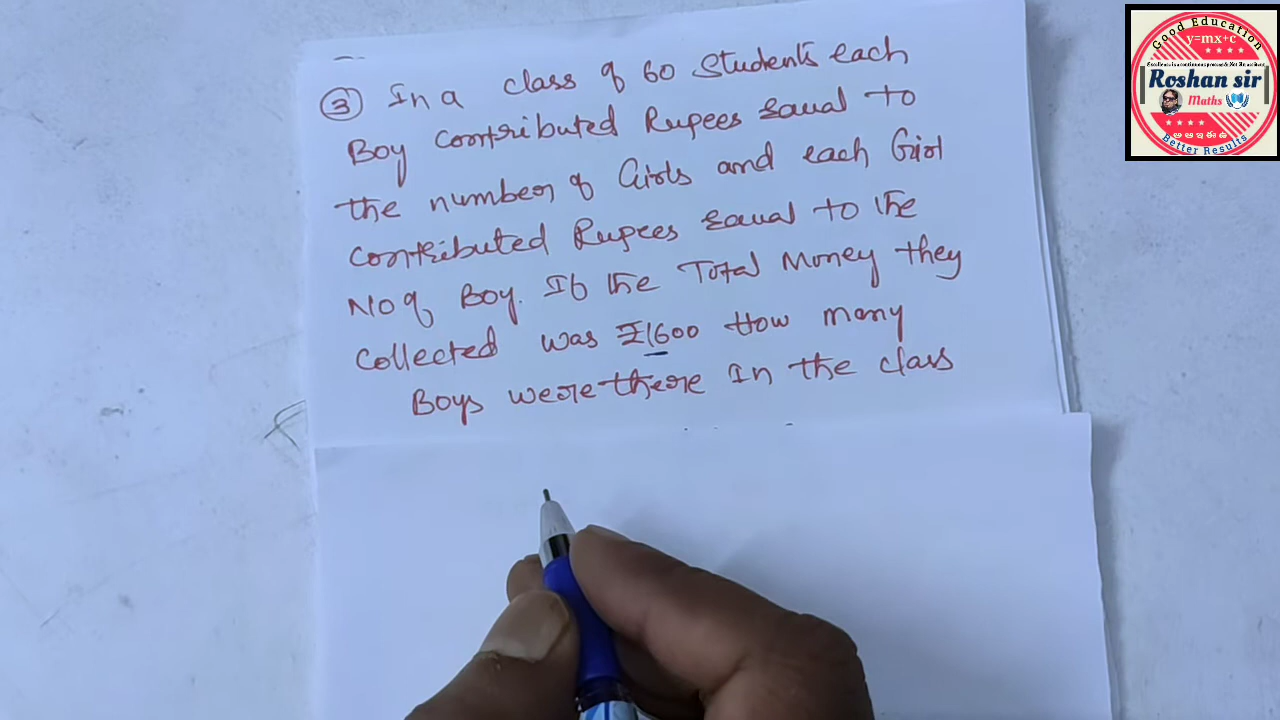 ③ In a class of 60 Students each
Boy contributed Rupees Equal to
the number of Girls and each Girl
contributed Rupees Equal to the
No of Boy. If the Total Money they
collected was ₹1600 How many
Boys were there In the class
Good Education
y=mx+c
Roshan sir
Maths
Better Results